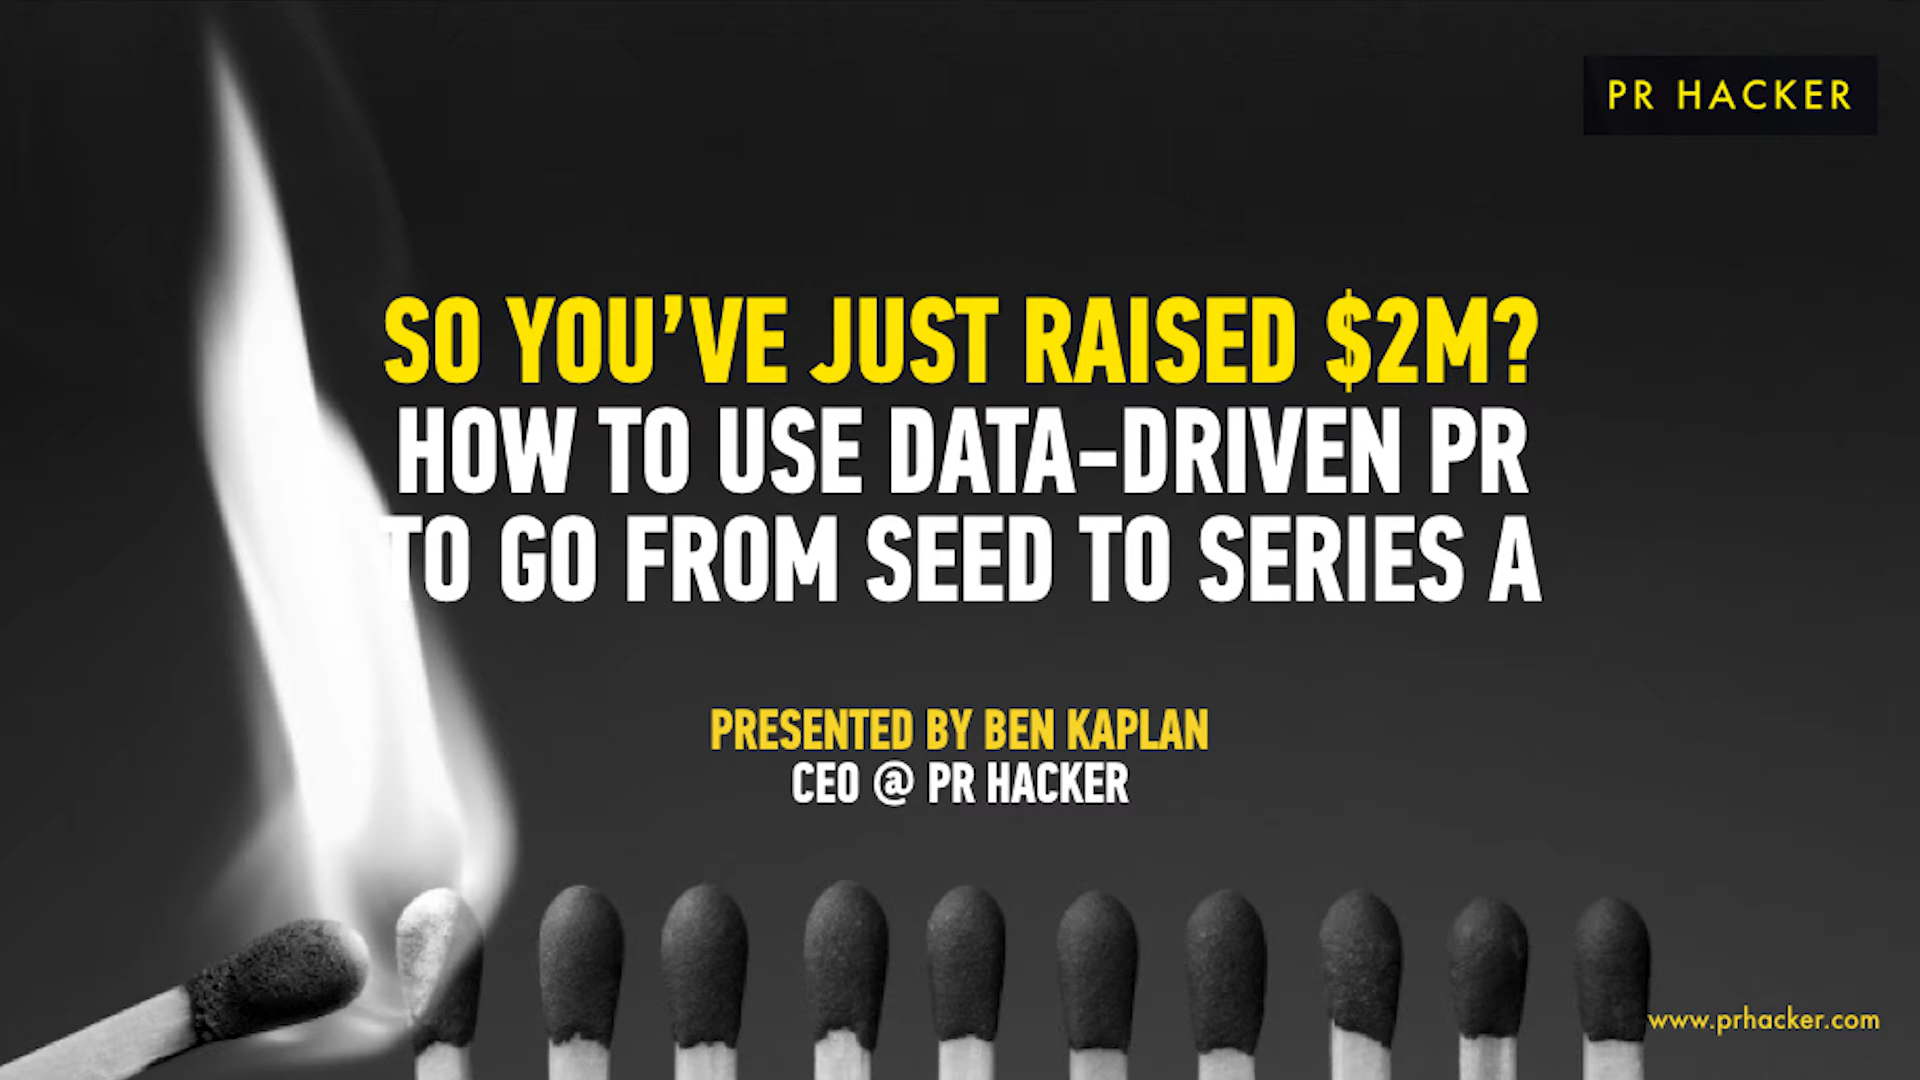 PR HACKER
SO YOU'VE JUST RAISED $2M?
HOW TO USE DATA-DRIVEN PR
TO GO FROM SEED TO SERIES A
PRESENTED BY BEN KAPLAN
CEO @ PR HACKER
www.prhacker.com